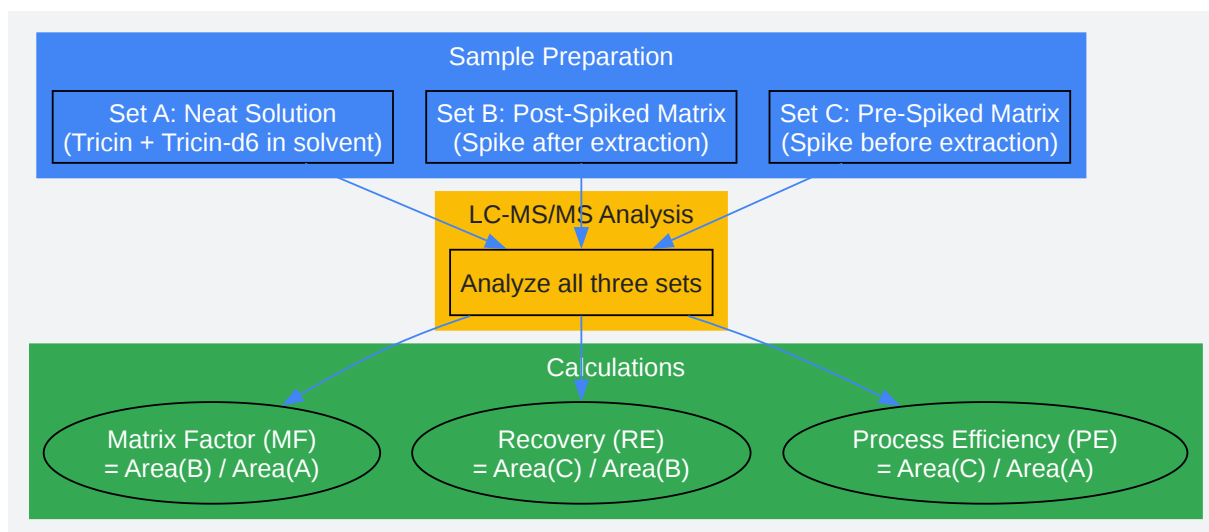 Sample Preparation
Set A: Neat Solution
(Tricin + Tricin-d6 in solvent)
Set B: Post-Spiked Matrix
(Spike after extraction)
Set C: Pre-Spiked Matrix
(Spike before extraction)
LC-MS/MS Analysis
Analyze all three sets
Calculations
Matrix Factor (MF)
= Area(B) / Area(A)
Recovery (RE)
= Area(C) / Area(B)
Process Efficiency (PE)
= Area(C) / Area(A)